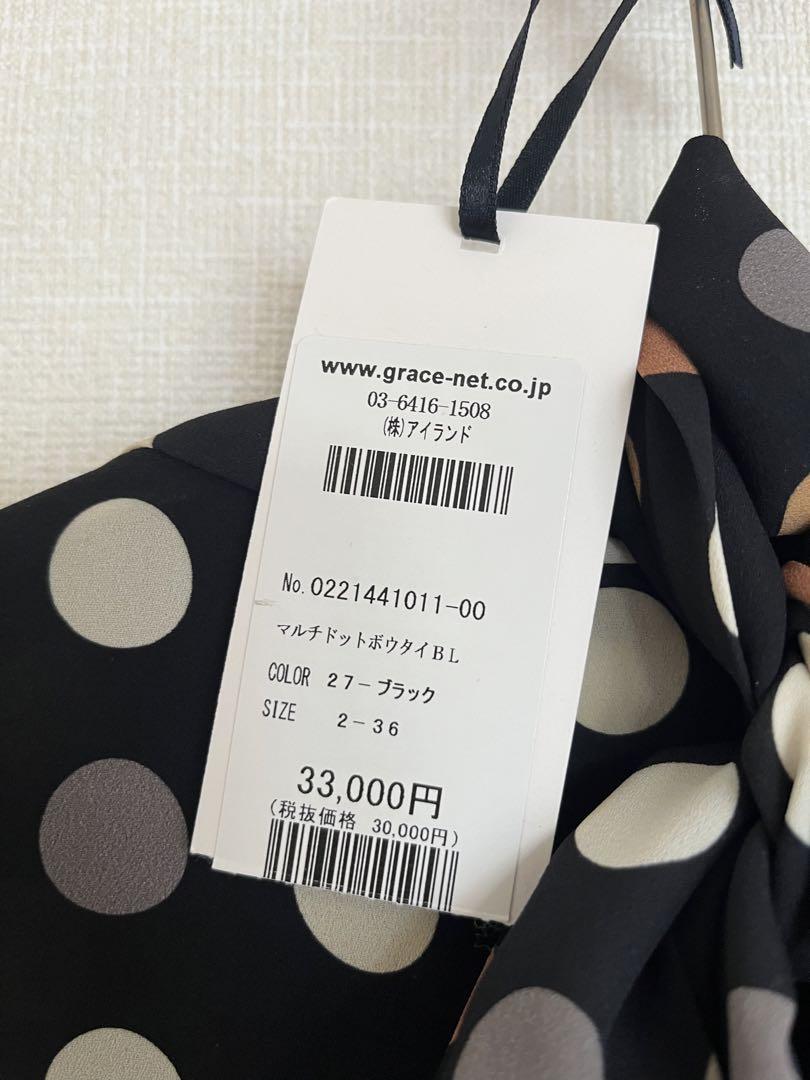 www.grace-net.co.jp
03-6416-1508
(株)アイランド
No. 0221441011-00
マルチドットボウタイBL
COLOR 27-ブラック
SIZE 2-36
33,000円
(税抜価格 30,000円)